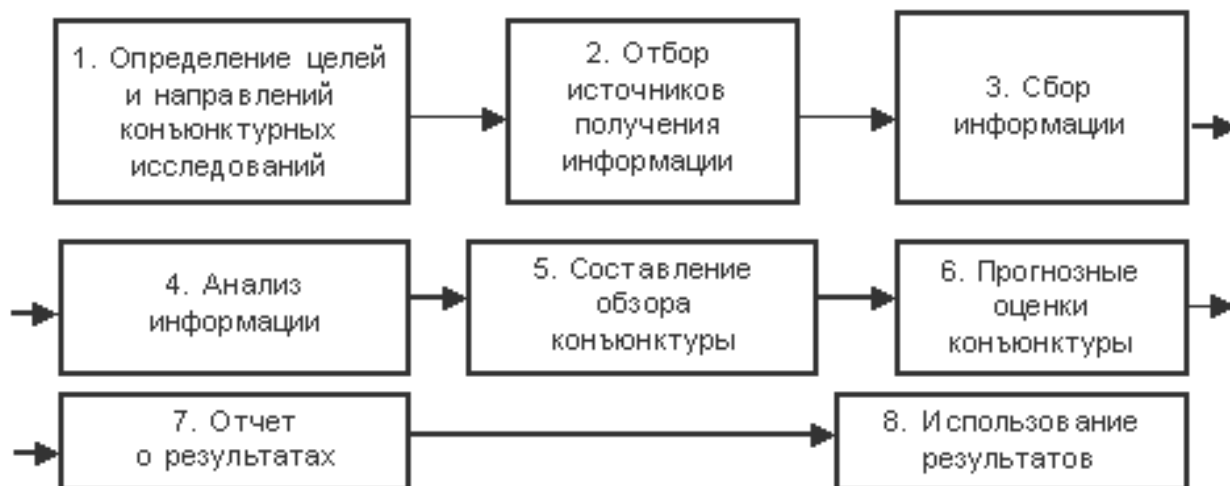 1. Определение целей
и направлений
конъюнктурных
исследований
2. Отбор
источников
получения
информации
3. Сбор
информации
4. Анализ
информации
5. Составление
обзора
конъюнктуры
6. Прогнозные
оценки
конъюнктуры
7. Отчет
о результатах
8. Использование
результатов